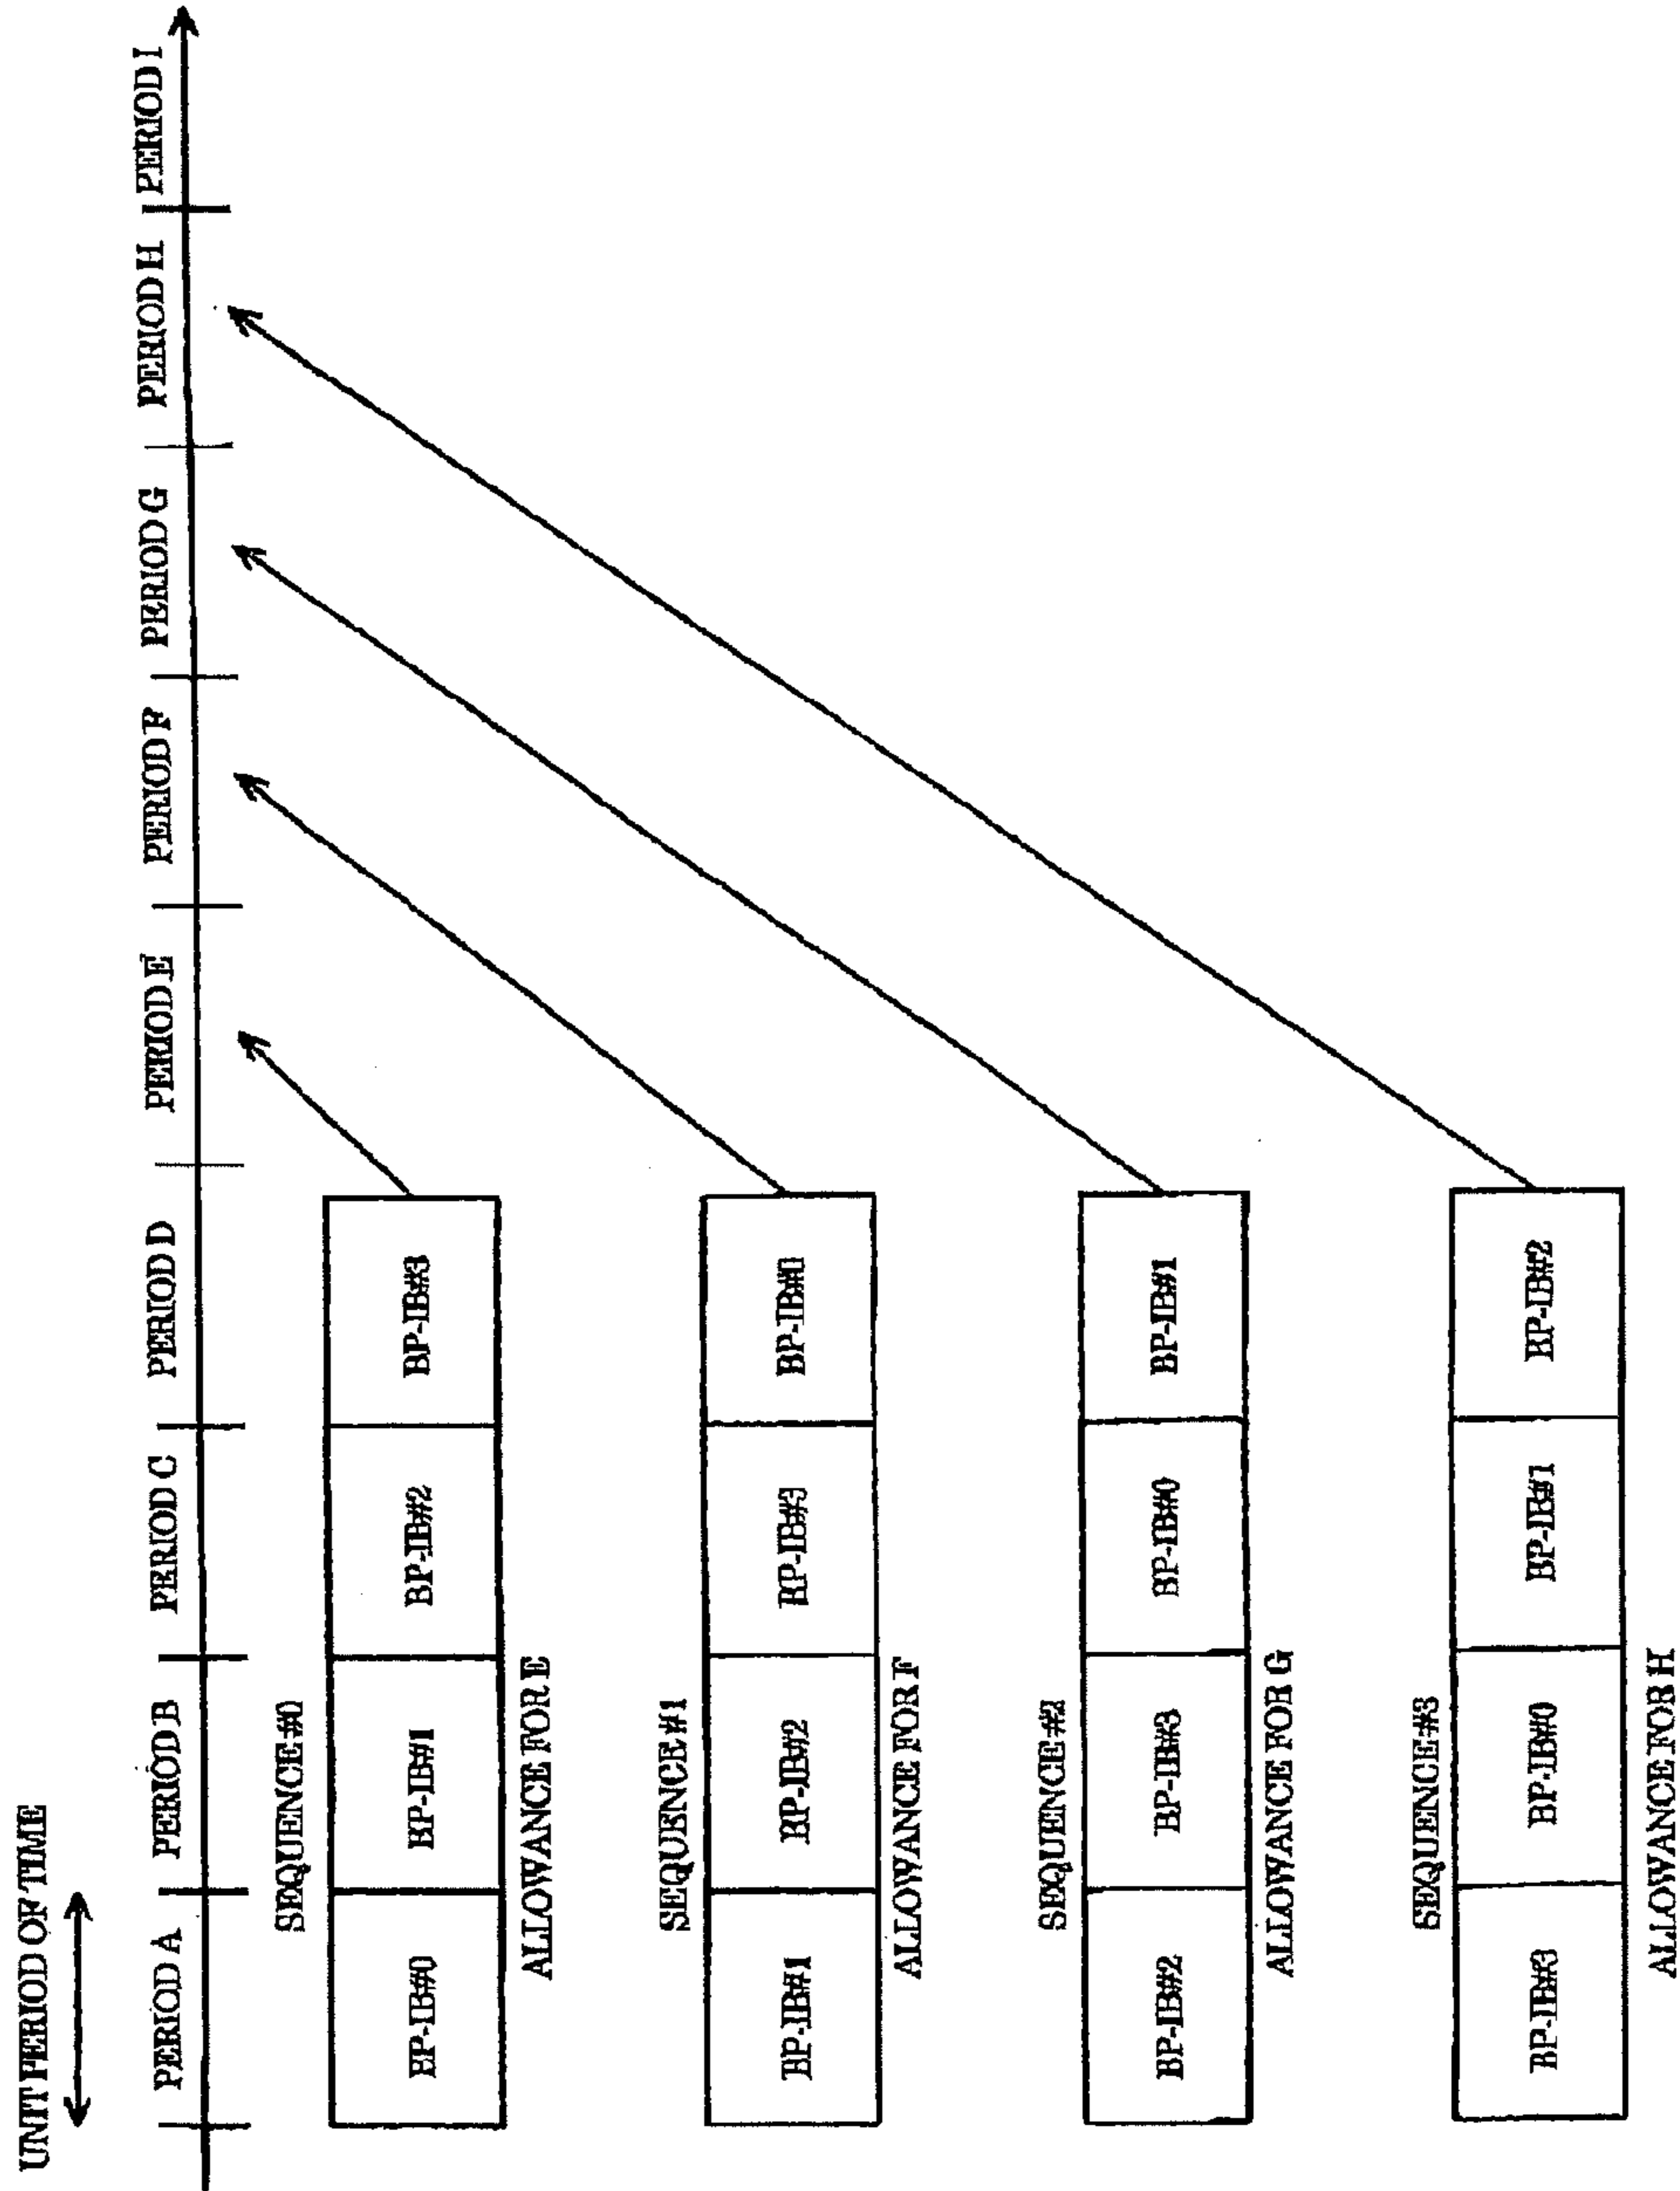 UNIT PERIOD OF TIME
PERIOD A PERIOD B PERIOD C PERIOD D PERIOD E PERIOD F PERIOD G PERIOD H PERIOD I
SEQUENCE #0
BP-IB#0 BP-IB#1 BP-IB#2 BP-IB#3
ALLOWANCE FOR E
SEQUENCE #1
BP-IB#1 BP-IB#2 BP-IB#3 BP-IB#0
ALLOWANCE FOR F
SEQUENCE #2
BP-IB#2 BP-IB#3 BP-IB#0 BP-IB#1
ALLOWANCE FOR G
SEQUENCE #3
BP-IB#3 BP-IB#0 BP-IB#1 BP-IB#2
ALLOWANCE FOR H